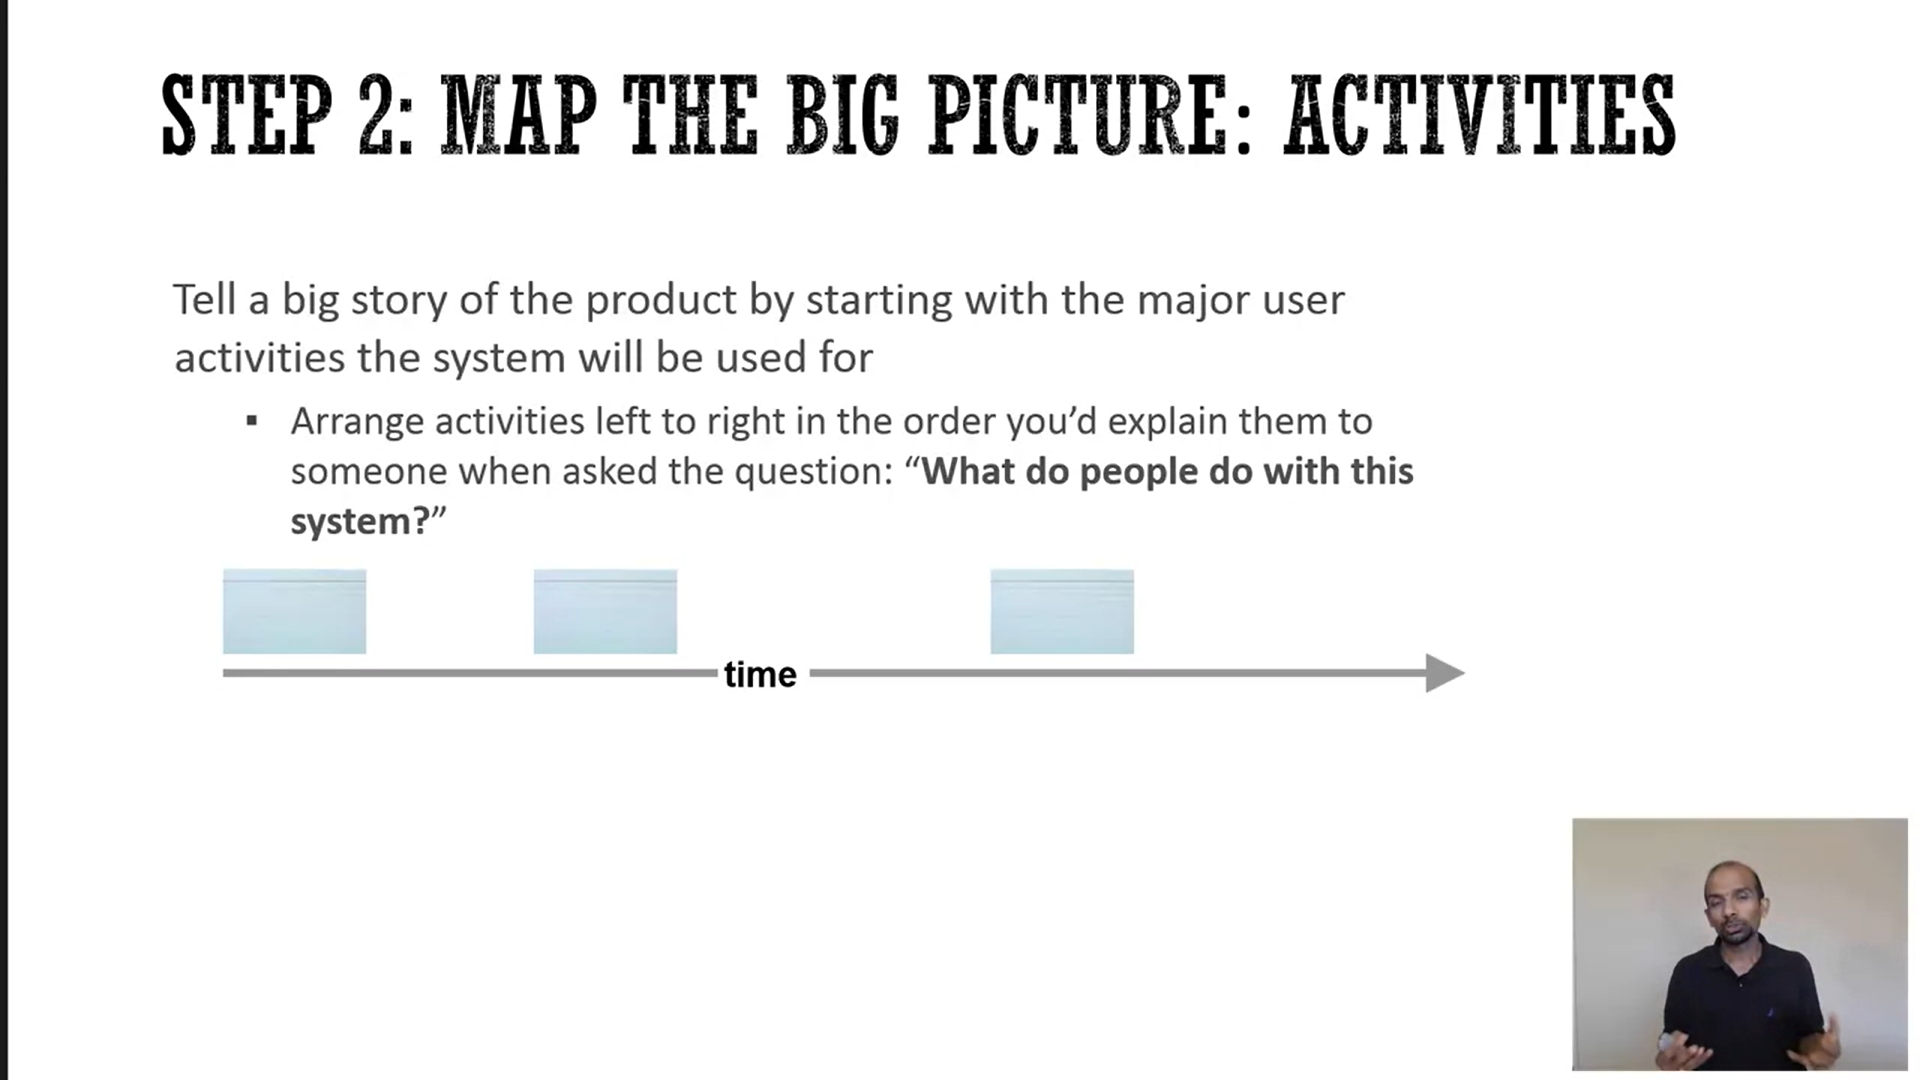 STEP 2: MAP THE BIG PICTURE: ACTIVITIES
Tell a big story of the product by starting with the major user
activities the system will be used for
▪ Arrange activities left to right in the order you’d explain them to
someone when asked the question: “What do people do with this
system?”
time